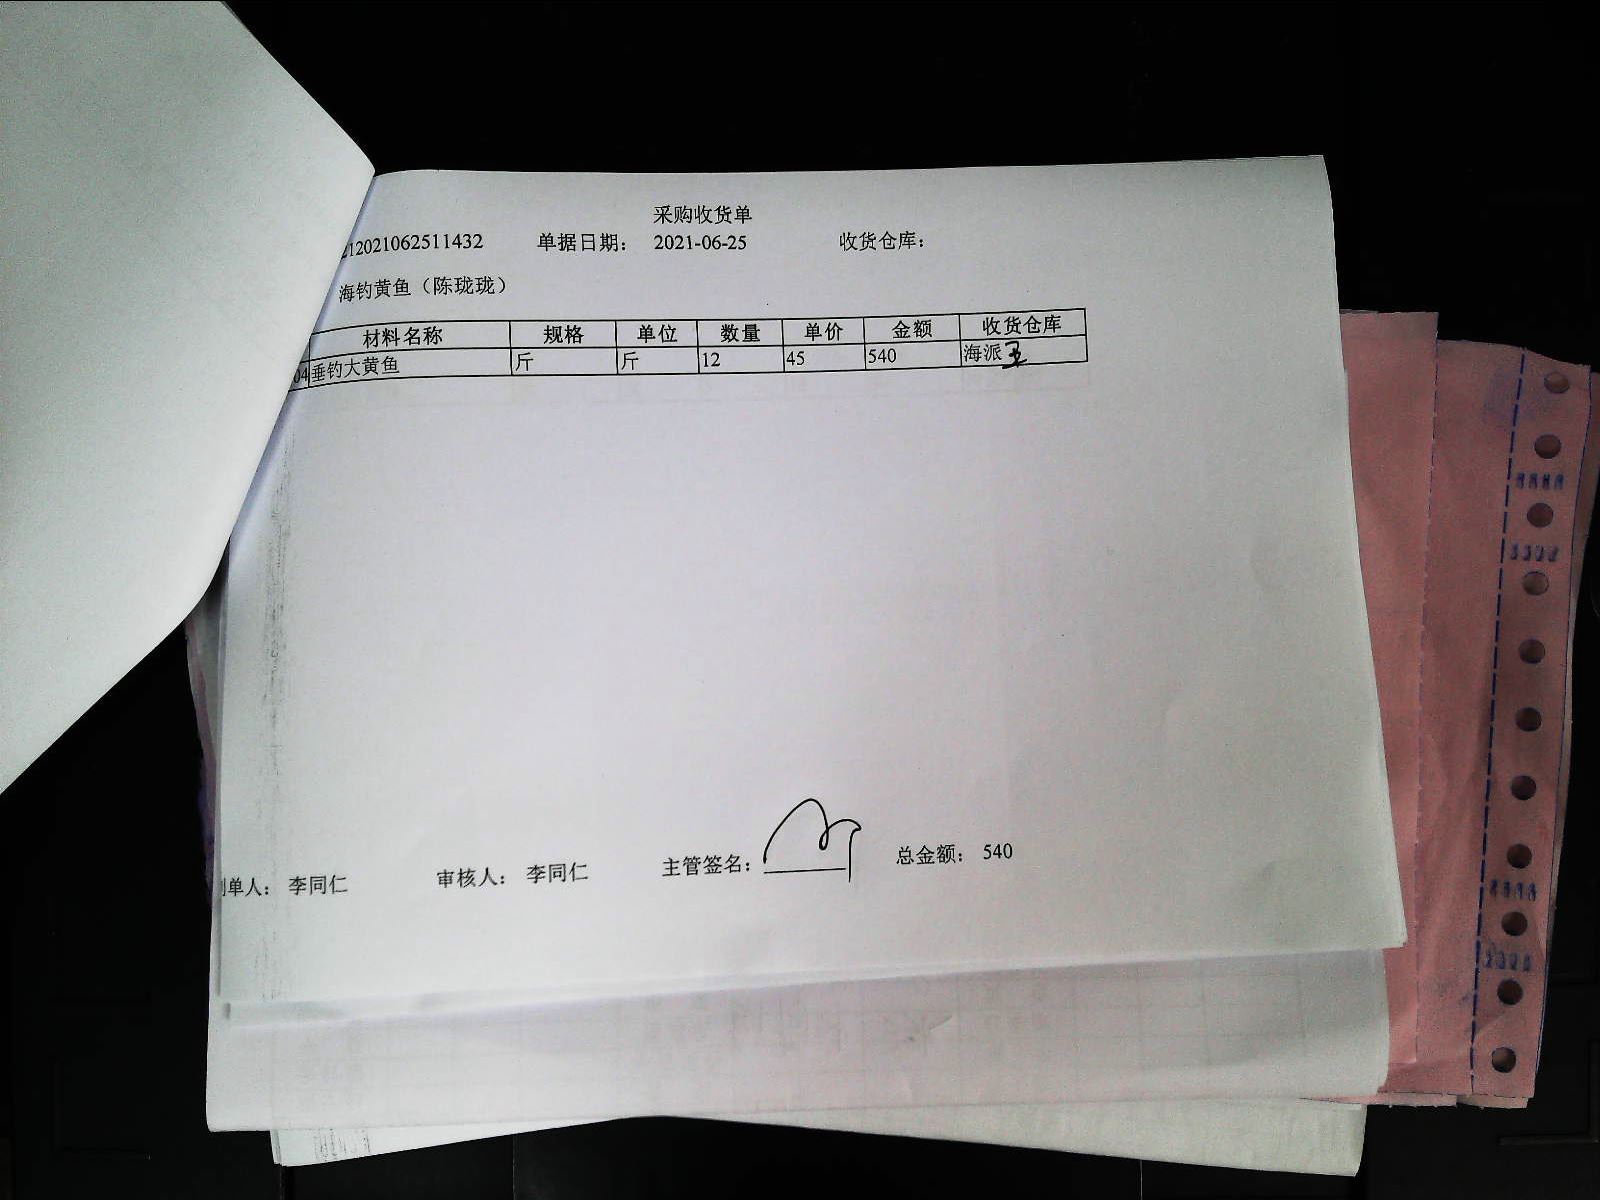 采购收货单
212021062511432 单据日期： 2021-06-25 收货仓库：
海钓黄鱼（陈珑珑）
材料名称 规格 单位 数量 单价 金额 收货仓库
04 垂钓大黄鱼 斤 斤 12 45 540 海派
制单人： 李同仁 审核人： 李同仁 主管签名： 总金额： 540